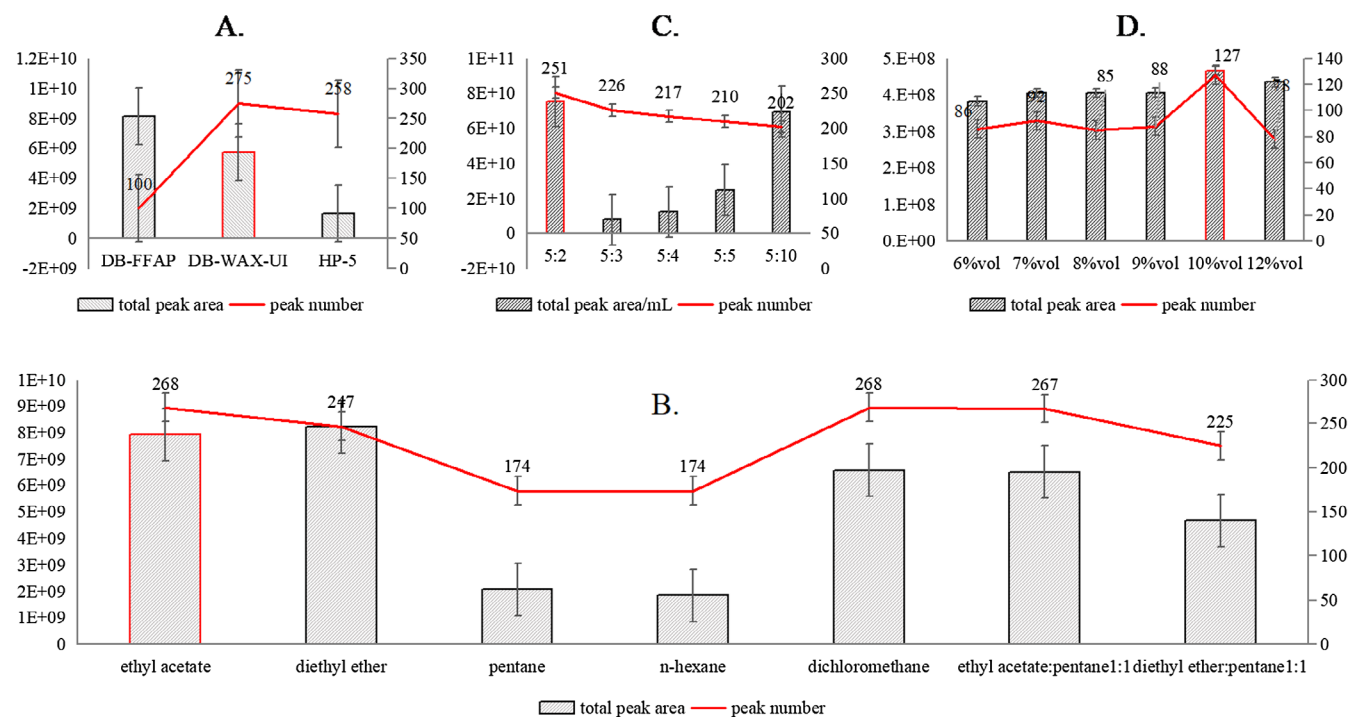 A.
1.2E+10
1E+10
8E+09
6E+09
4E+09
2E+09
0
-2E+09
350
300
250
200
150
100
50
0
100
275
258
DB-FFAP DB-WAX-UI HP-5
total peak area peak number
C.
1E+11
8E+10
6E+10
4E+10
2E+10
0
-2E+10
300
250
200
150
100
50
0
251
226
217
210
202
5:2 5:3 5:4 5:5 5:10
total peak area/mL peak number
D.
5.E+08
4.E+08
3.E+08
2.E+08
1.E+08
0.E+00
140
120
100
80
60
40
20
0
86
92
85
88
127
78
6%vol 7%vol 8%vol 9%vol 10%vol 12%vol
total peak area peak number
B.
1E+10
9E+09
8E+09
7E+09
6E+09
5E+09
4E+09
3E+09
2E+09
1E+09
0
300
250
200
150
100
50
0
268
247
174
174
268
267
225
ethyl acetate diethyl ether pentane n-hexane dichloromethane ethyl acetate:pentane1:1 diethyl ether:pentane1:1
total peak area peak number